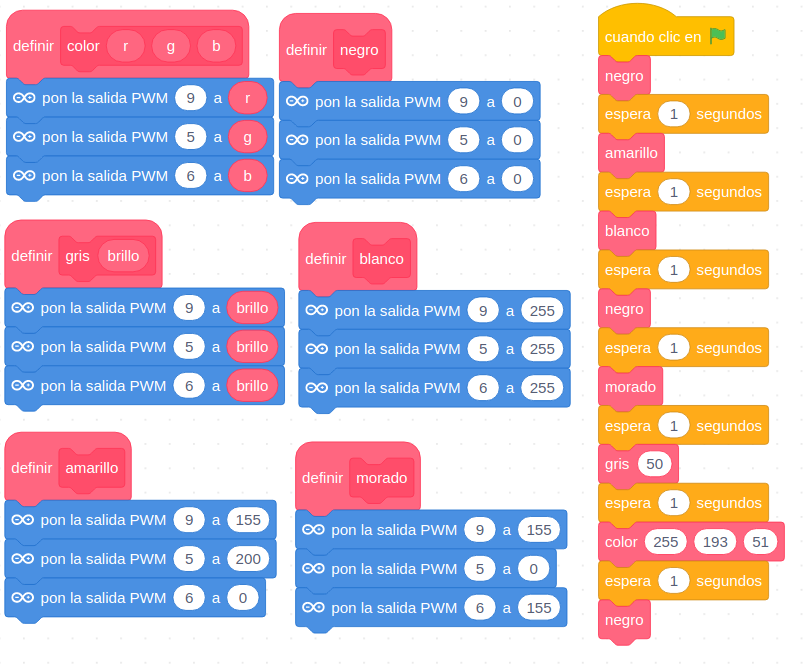 definir color r g b
pon la salida PWM 9 a r
pon la salida PWM 5 a g
pon la salida PWM 6 a b
definir negro
pon la salida PWM 9 a 0
pon la salida PWM 5 a 0
pon la salida PWM 6 a 0
definir gris brillo
pon la salida PWM 9 a brillo
pon la salida PWM 5 a brillo
pon la salida PWM 6 a brillo
definir blanco
pon la salida PWM 9 a 255
pon la salida PWM 5 a 255
pon la salida PWM 6 a 255
definir amarillo
pon la salida PWM 9 a 155
pon la salida PWM 5 a 200
pon la salida PWM 6 a 0
definir morado
pon la salida PWM 9 a 155
pon la salida PWM 5 a 0
pon la salida PWM 6 a 155
cuando clic en
negro
espera 1 segundos
amarillo
espera 1 segundos
blanco
espera 1 segundos
negro
espera 1 segundos
morado
espera 1 segundos
gris 50
espera 1 segundos
color 255 193 51
espera 1 segundos
negro